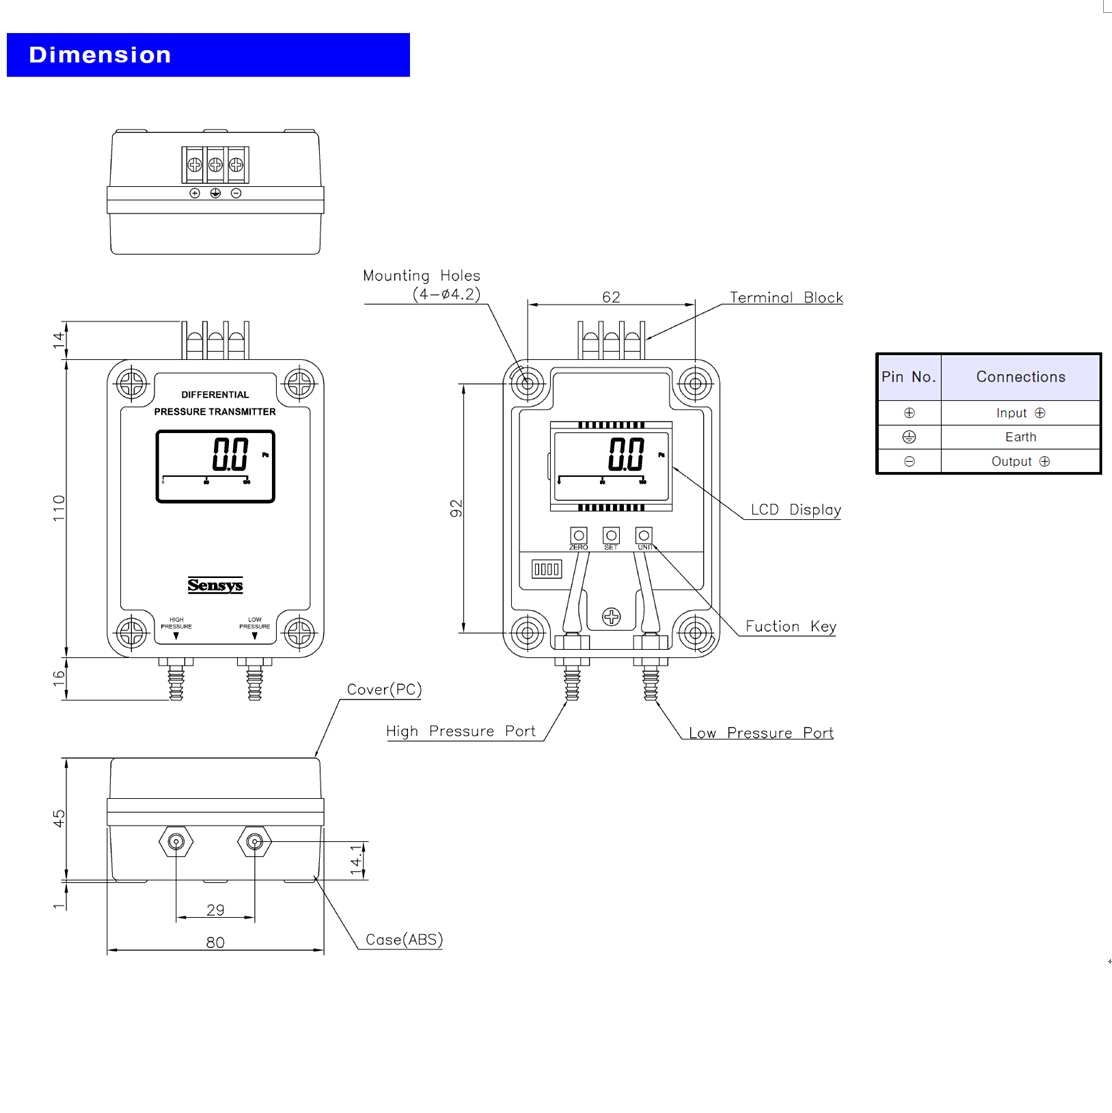 Dimension
Mounting Holes
(4-ø4.2)
62
Terminal Block
14
110
16
DIFFERENTIAL
PRESSURE TRANSMITTER
0.0
Pa
Sensys
HIGH
PRESSURE
LOW
PRESSURE
92
0.0
Pa
ZERO
SET
UNIT
LCD Display
Fuction Key
High Pressure Port
Low Pressure Port
Pin No.
Connections
⊕
Input ⊕
Earth
⊖
Output ⊕
Cover(PC)
45
1
14.1
29
80
Case(ABS)